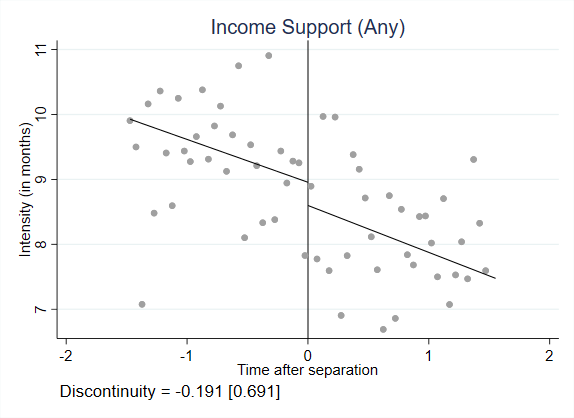 Income Support (Any)
Intensity (in months)
11
10
9
8
7
-2 -1 0 1 2
Time after separation
Discontinuity = -0.191 [0.691]